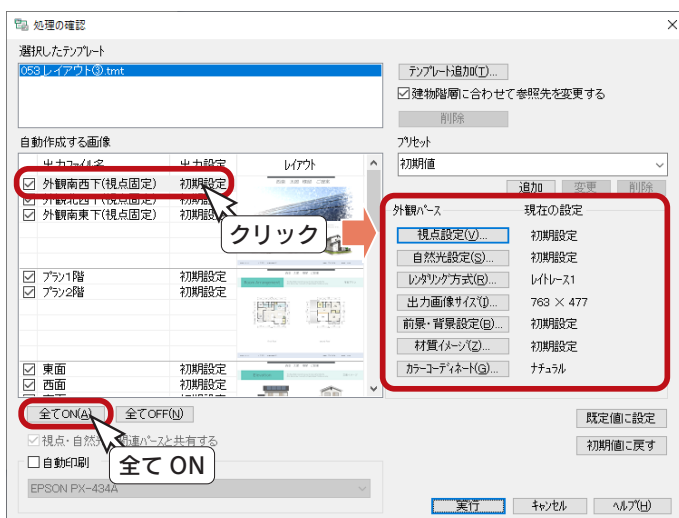 処理の確認
選択したテンプレート
053_レイアウト③.tmt
テンプレート追加(T)...
建物階層に合わせて参照先を変更する
削除
自動作成する画像
出力ファイル名 出力設定 レイアウト
外観南西下(視点固定) 初期設定
外観北西下(視点固定) 初期設定
外観南東下(視点固定) 初期設
クリック
プラン1階 初期設定
プラン2階 初期設定
東面 初期設定
西面 初期設定
プリセット
初期値
追加 変更 削除
外観パース 現在の設定
視点設定(V)... 初期設定
自然光設定(S)... 初期設定
レンダリング方式(R)... レイトレース1
出力画像サイズ(I)... 763 × 477
前景・背景設定(B)... 初期設定
材質イメージ(Z)... 初期設定
カラーコーディネート(G)... ナチュラル
全てON(A) 全てOFF(N)
視点・自然光 関連パースと共有する
全て ON
自動印刷
EPSON PX-434A
既定値に設定
初期値に戻す
実行 キャンセル ヘルプ(H)